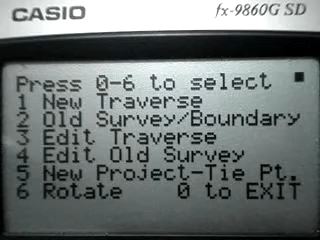 CASIO fx-9860G SD
Press 0-6 to select
1 New Traverse
2 Old Survey/Boundary
3 Edit Traverse
4 Edit Old Survey
5 New Project-Tie Pt.
6 Rotate 0 to EXIT